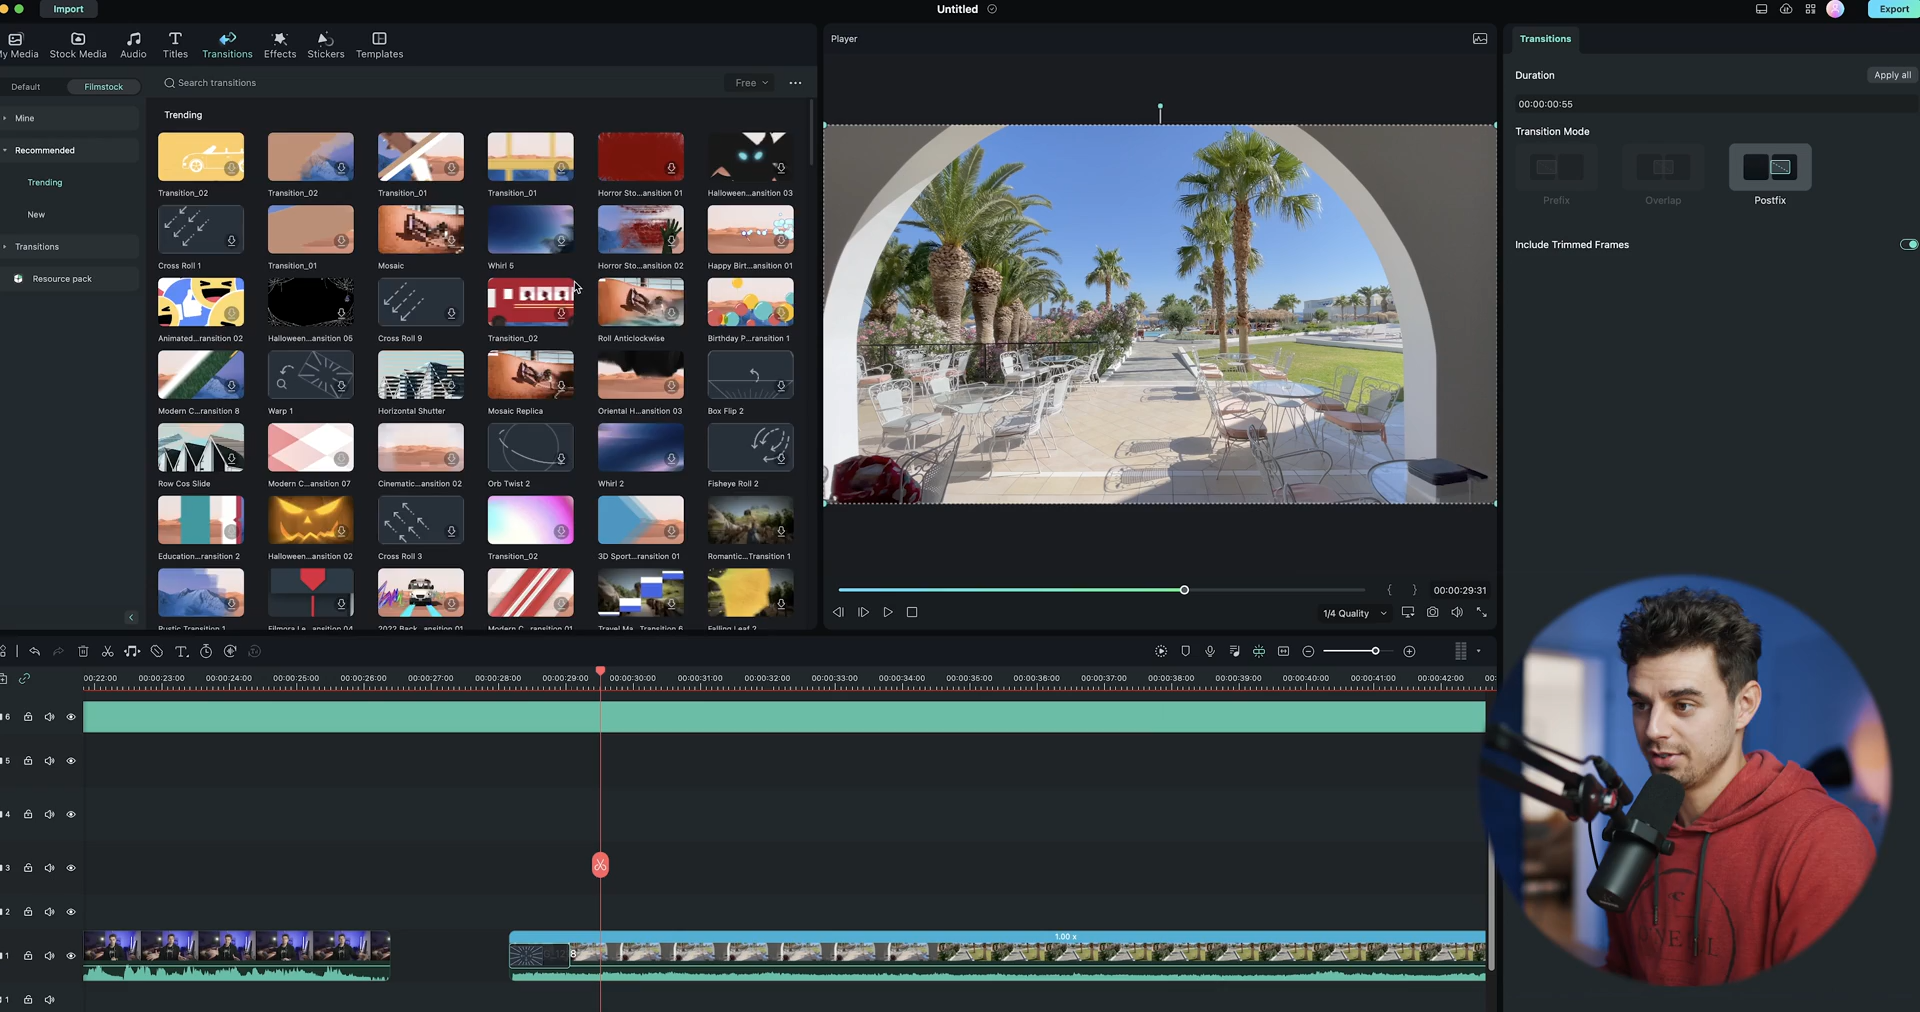 Import
Untitled
Export
My Media
Stock Media
Audio
Titles
Transitions
Effects
Stickers
Templates
Player
Transitions
Default
Filmstock
Search transitions
Free
Duration
Apply all
00:00:00:55
Mine
Recommended
Trending
New
Transitions
Resource pack
Trending
Transition_02
Transition_02
Transition_01
Transition_01
Horror Sto...ansition 01
Halloween...ansition 03
Cross Roll 1
Transition_01
Mosaic
Whirl 5
Horror Sto...ansition 02
Happy Birt...ansition 01
Animated...ransition 02
Halloween...ansition 05
Cross Roll 9
Transition_02
Roll Anticlockwise
Birthday P...ransition 1
Modern C...ransition 8
Warp 1
Horizontal Shutter
Mosaic Replica
Oriental H...ansition 03
Box Flip 2
Row Cos Slide
Modern C...ansition 07
Cinematic...ansition 02
Orb Twist 2
Whirl 2
Fisheye Roll 2
Education...ransition 2
Halloween...ansition 02
Cross Roll 3
Transition_02
3D Sport...ransition 01
Romantic...Transition 1
Rustic Transition 1
Filmora Le...ansition 04
2022 Back...ansition 01
Modern C...ransition 01
Travel Ma...Transition 6
Falling Leaf 2
Transition Mode
Prefix
Overlap
Postfix
Include Trimmed Frames
00:00:29:31
1/4 Quality
00:22:00
00:00:23:00
00:00:24:00
00:00:25:00
00:00:26:00
00:00:27:00
00:00:28:00
00:00:29:00
00:00:30:00
00:00:31:00
00:00:32:00
00:00:33:00
00:00:34:00
00:00:35:00
00:00:36:00
00:00:37:00
00:00:38:00
00:00:39:00
00:00:40:00
00:00:41:00
00:00:42:00
00:
6
5
4
3
2
1
1.00 x
8
1